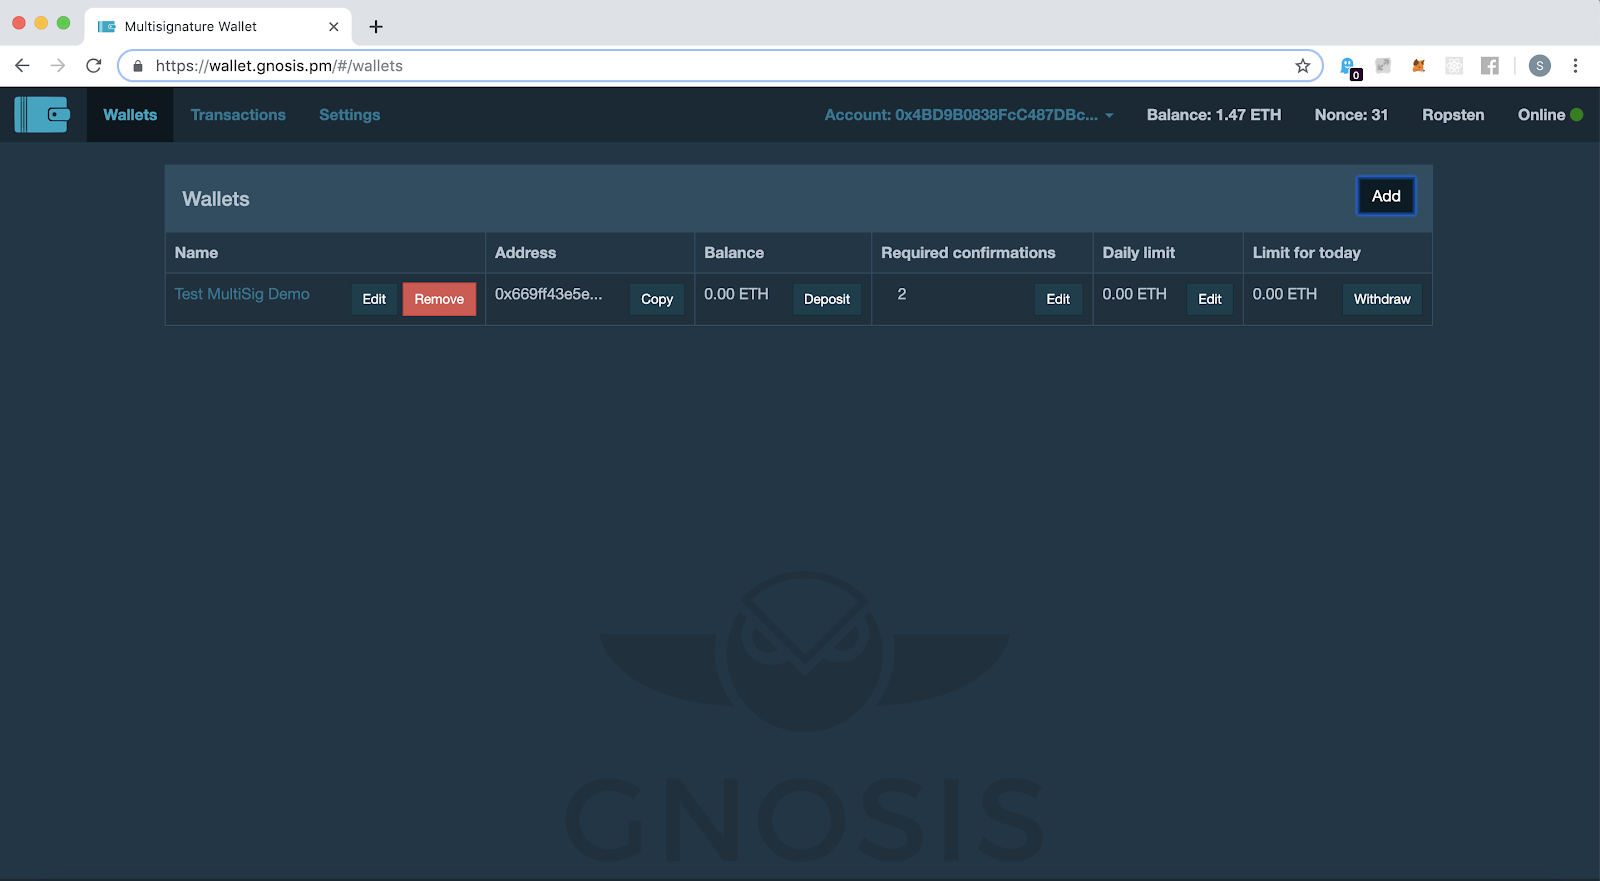 Multisignature Wallet
https://wallet.gnosis.pm/#/wallets
0
S
Wallets Transactions Settings Account: 0x4BD9B0838FcC487DBc... Balance: 1.47 ETH Nonce: 31 Ropsten Online
Wallets Add
Name Address Balance Required confirmations Daily limit Limit for today
Test MultiSig Demo Edit Remove 0x669ff43e5e... Copy 0.00 ETH Deposit 2 Edit 0.00 ETH Edit 0.00 ETH Withdraw
GNOSIS